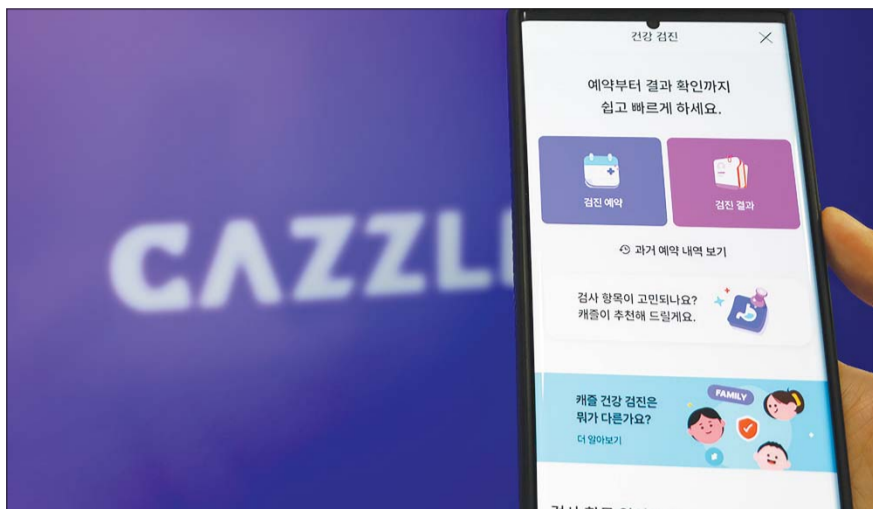 CAZZL
건강 검진
예약부터 결과 확인까지
쉽고 빠르게 하세요.
검진 예약
검진 결과
과거 예약 내역 보기
검사 항목이 고민되나요?
캐즐이 추천해 드릴게요.
캐즐 건강 검진은
뭐가 다른가요?
더 알아보기
FAMILY